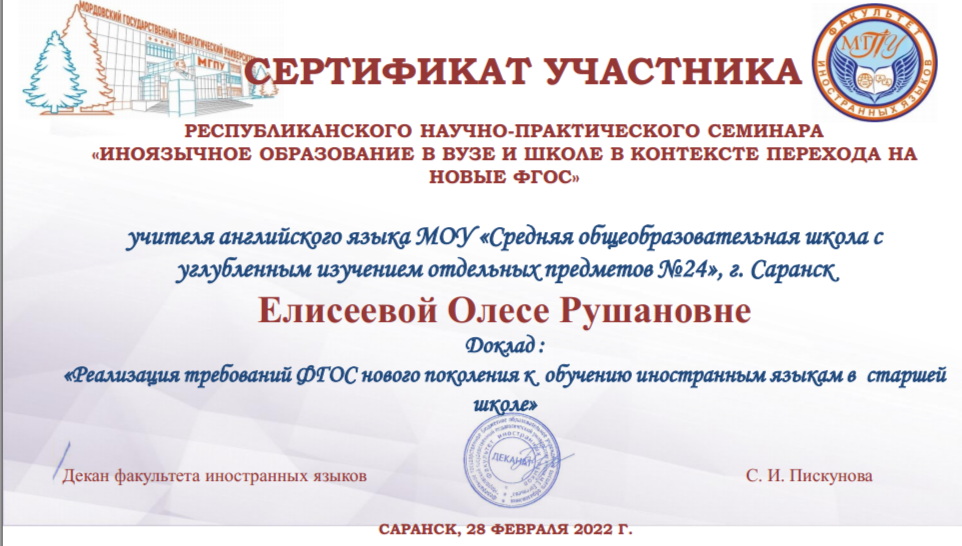 МОРДОВСКИЙ ГОСУДАРСТВЕННЫЙ ПЕДАГОГИЧЕСКИЙ УНИВЕРСИТЕТ
МГПУ
СЕРТИФИКАТ УЧАСТНИКА
ФАКУЛЬТЕТ
МГПУ
ИНОСТРАННЫХ ЯЗЫКОВ
РЕСПУБЛИКАНСКОГО НАУЧНО-ПРАКТИЧЕСКОГО СЕМИНАРА
«ИНОЯЗЫЧНОЕ ОБРАЗОВАНИЕ В ВУЗЕ И ШКОЛЕ В КОНТЕКСТЕ ПЕРЕХОДА НА
НОВЫЕ ФГОС»
учителя английского языка МОУ «Средняя общеобразовательная школа с
углубленным изучением отдельных предметов №24», г. Саранск
Елисеевой Олесе Рушановне
Доклад :
«Реализация требований ФГОС нового поколения к обучению иностранным языкам в старшей
школе»
ДЕКАНАТ
Декан факультета иностранных языков
С. И. Пискунова
САРАНСК, 28 ФЕВРАЛЯ 2022 Г.